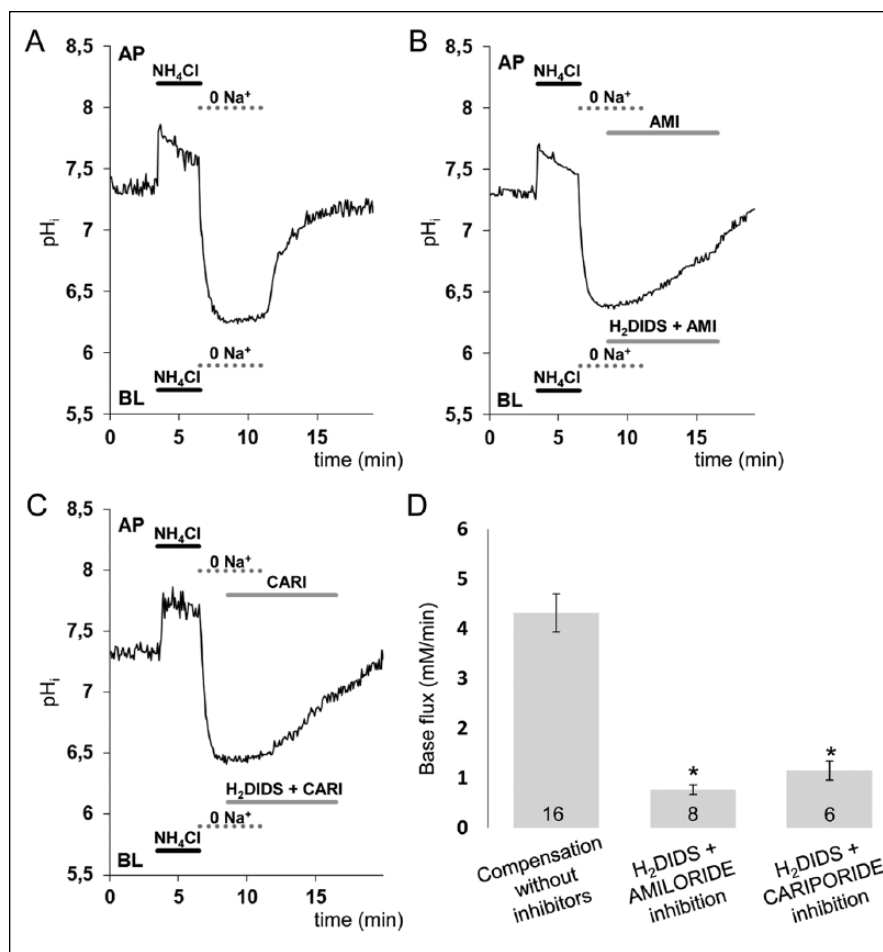 A
AP
8,5
8
7,5
7
6,5
6
5,5
pHi
NH₄Cl
0 Na⁺
0 Na⁺
NH₄Cl
BL
0 5 10 15
time (min)
B
AP
8,5
8
7,5
7
6,5
6
5,5
pHi
NH₄Cl
0 Na⁺
AMI
H₂DIDS + AMI
0 Na⁺
NH₄Cl
BL
0 5 10 15
time (min)
C
AP
8,5
8
7,5
7
6,5
6
5,5
pHi
NH₄Cl
0 Na⁺
CARI
H₂DIDS + CARI
0 Na⁺
NH₄Cl
BL
0 5 10 15
time (min)
D
6
5
4
3
2
1
0
Base flux (mM/min)
* *
16 8 6
Compensation
without
inhibitors
H₂DIDS +
AMILORIDE
inhibition
H₂DIDS +
CARIPORIDE
inhibition